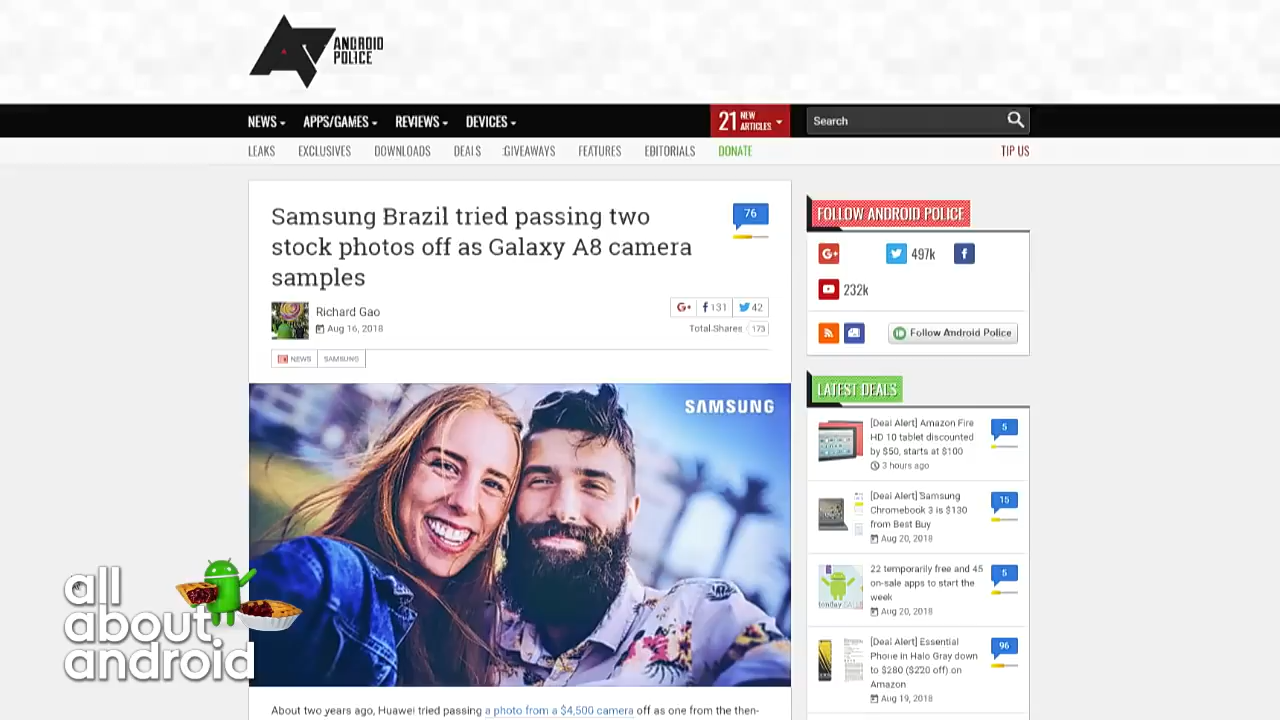 ANDROID
POLICE
NEWS APPS/GAMES REVIEWS DEVICES
21 NEW ARTICLES
Search
LEAKS EXCLUSIVES DOWNLOADS DEALS GIVEAWAYS FEATURES EDITORIALS DONATE
TIP US
Samsung Brazil tried passing two
stock photos off as Galaxy A8 camera
samples
76
Richard Gao
Aug 16, 2018
G+ f 131 42
Total Shares 173
NEWS SAMSUNG
SAMSUNG
About two years ago, Huawei tried passing a photo from a $4,500 camera off as one from the then-
FOLLOW ANDROID POLICE
G+ 497k f
232k
Follow Android Police
LATEST DEALS
[Deal Alert] Amazon Fire
HD 10 tablet discounted
by $50, starts at $100
3 hours ago
5
[Deal Alert] Samsung
Chromebook 3 is $130
from Best Buy
Aug 20, 2018
15
22 temporarily free and 45
on-sale apps to start the
week
Aug 20, 2018
5
[Deal Alert] Essential
Phone in Halo Gray down
to $280 ($220 off) on
Amazon
Aug 19, 2018
96
all
about
android